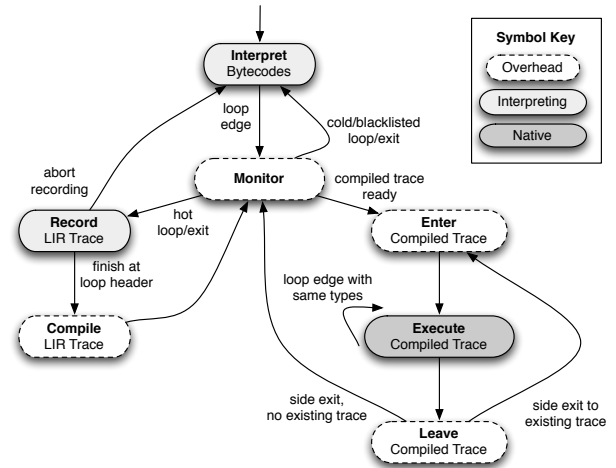 Symbol Key
Overhead
Interpreting
Native
Interpret
Bytecodes
loop
edge
cold/blacklisted
loop/exit
abort
recording
Monitor
compiled trace
ready
Record
LIR Trace
hot
loop/exit
Enter
Compiled Trace
finish at
loop header
loop edge with
same types
Compile
LIR Trace
Execute
Compiled Trace
side exit,
no existing trace
side exit to
existing trace
Leave
Compiled Trace